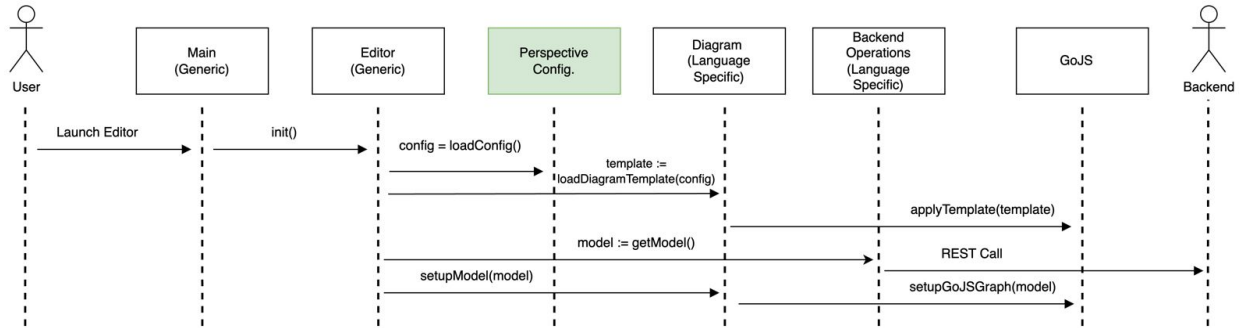 User
Main
(Generic)
Editor
(Generic)
Perspective
Config.
Diagram
(Language
Specific)
Backend
Operations
(Language
Specific)
GoJS
Backend
Launch Editor
init()
config = loadConfig()
template :=
loadDiagramTemplate(config)
applyTemplate(template)
model := getModel()
REST Call
setupModel(model)
setupGoJSGraph(model)